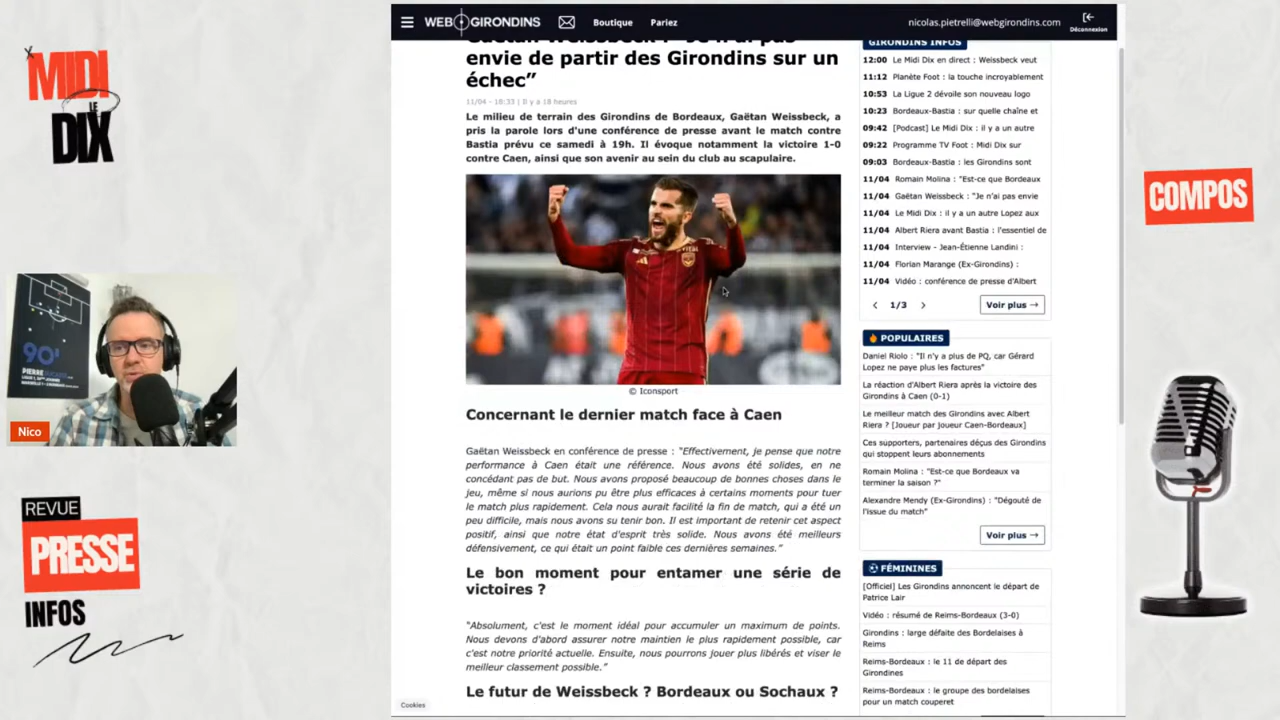 MIDI
LE
DIX
90'
PIERRE
Nico
REVUE
PRESSE
INFOS
WEB GIRONDINS
Boutique
Pariez
nicolas.pietrelli@webgirondins.com
Déconnexion
envie de partir des Girondins sur un
échec”
11/04 - 18:33 | Il y a 18 heures
Le milieu de terrain des Girondins de Bordeaux, Gaëtan Weissbeck, a
pris la parole lors d'une conférence de presse avant le match contre
Bastia prévu ce samedi à 19h. Il évoque notamment la victoire 1-0
contre Caen, ainsi que son avenir au sein du club au scapulaire.
© Iconsport
Concernant le dernier match face à Caen
Gaëtan Weissbeck en conférence de presse : “Effectivement, je pense que notre
performance à Caen était une référence. Nous avons été solides, en ne
concédant pas de but. Nous avons proposé beaucoup de bonnes choses dans le
jeu, même si nous aurions pu être plus efficaces à certains moments pour tuer
le match plus rapidement. Cela nous aurait facilité la fin de match, qui a été un
peu difficile, mais nous avons su tenir bon. Il est important de retenir cet aspect
positif, ainsi que notre état d'esprit très solide. Nous avons été meilleurs
défensivement, ce qui était un point faible ces dernières semaines.”
Le bon moment pour entamer une série de
victoires ?
“Absolument, c'est le moment idéal pour accumuler un maximum de points.
Nous devons d'abord assurer notre maintien le plus rapidement possible, car
c'est notre priorité actuelle. Ensuite, nous pourrons jouer plus libérés et viser le
meilleur classement possible.”
Le futur de Weissbeck ? Bordeaux ou Sochaux ?
Cookies
GIRONDINS INFOS
12:00 Le Midi Dix en direct : Weissbeck veut
11:12 Planète Foot : la touche incroyablement
10:53 La Ligue 2 dévoile son nouveau logo
10:23 Bordeaux-Bastia : sur quelle chaîne et
09:42 [Podcast] Le Midi Dix : il y a un autre
09:22 Programme TV Foot : Midi Dix sur
09:03 Bordeaux-Bastia : les Girondins sont
11/04 Romain Molina : "Est-ce que Bordeaux
11/04 Gaëtan Weissbeck : "Je n'ai pas envie
11/04 Le Midi Dix : il y a un autre Lopez aux
11/04 Albert Riera avant Bastia : l'essentiel de
11/04 Interview - Jean-Étienne Landini :
11/04 Florian Marange (Ex-Girondins) :
11/04 Vidéo : conférence de presse d'Albert
1/3
Voir plus →
POPULAIRES
Daniel Riolo : "Il n'y a plus de PQ, car Gérard
Lopez ne paye plus les factures"
La réaction d'Albert Riera après la victoire des
Girondins à Caen (0-1)
Le meilleur match des Girondins avec Albert
Riera ? [Joueur par joueur Caen-Bordeaux]
Ces supporters, partenaires déçus des Girondins
qui stoppent leurs abonnements
Romain Molina : "Est-ce que Bordeaux va
terminer la saison ?"
Alexandre Mendy (Ex-Girondins) : "Dégouté de
l'issue du match"
Voir plus →
FÉMININES
[Officiel] Les Girondins annoncent le départ de
Patrice Lair
Vidéo : résumé de Reims-Bordeaux (3-0)
Girondins : large défaite des Bordelaises à
Reims
Reims-Bordeaux : le 11 de départ des
Girondines
Reims-Bordeaux : le groupe des bordelaises
pour un match couperet
COMPOS